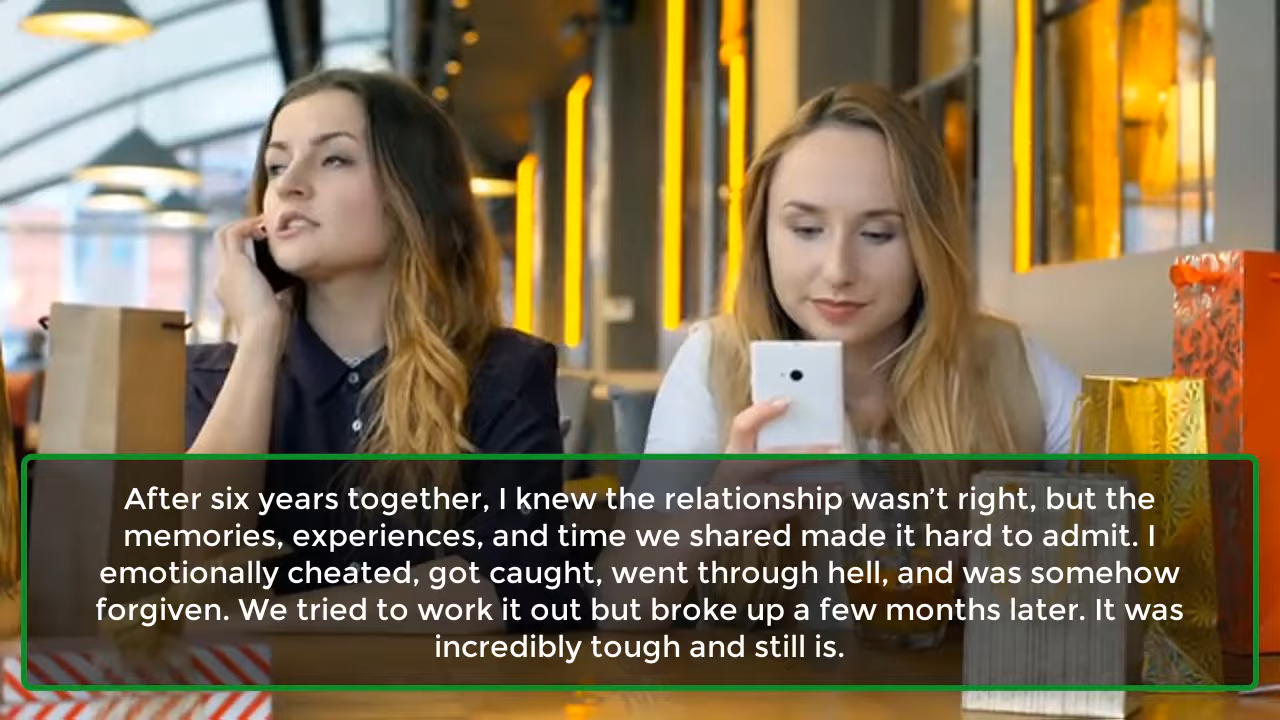 After six years together, I knew the relationship wasn’t right, but the
memories, experiences, and time we shared made it hard to admit. I
emotionally cheated, got caught, went through hell, and was somehow
forgiven. We tried to work it out but broke up a few months later. It was
incredibly tough and still is.